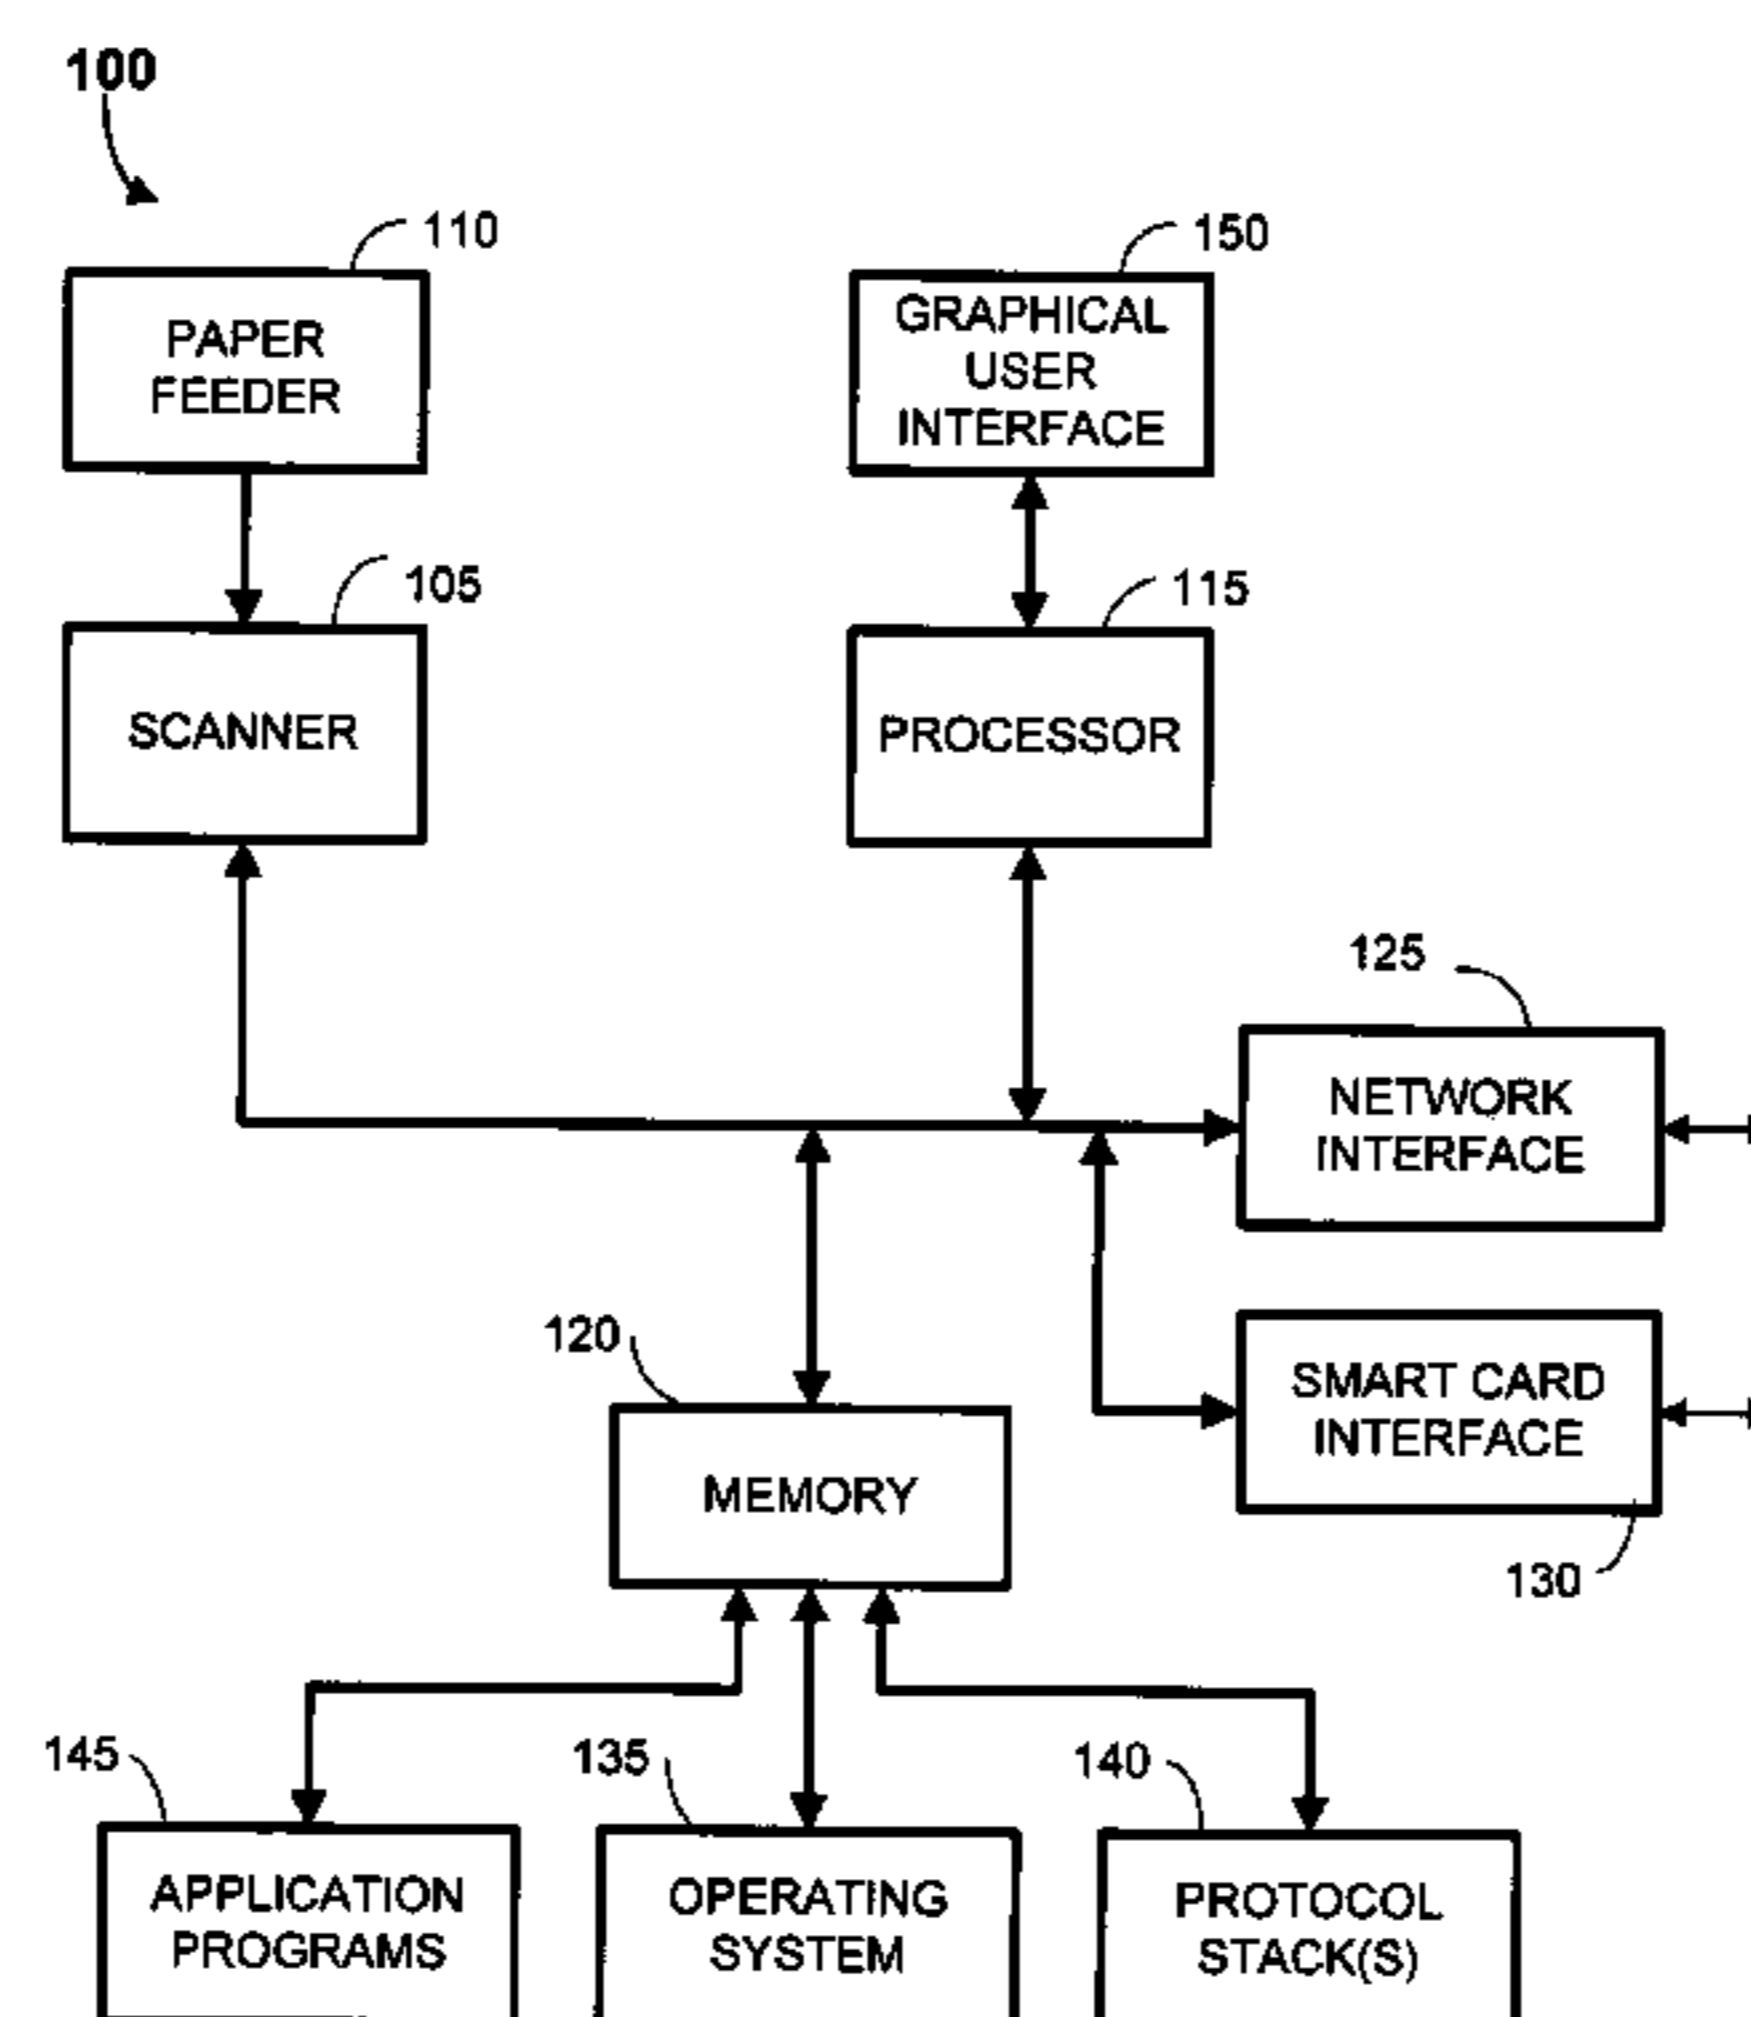 100
110
150
PAPER
FEEDER
GRAPHICAL
USER
INTERFACE
105
115
SCANNER
PROCESSOR
125
NETWORK
INTERFACE
120
SMART CARD
INTERFACE
MEMORY
130
145
135
140
APPLICATION
PROGRAMS
OPERATING
SYSTEM
PROTOCOL
STACK(S)